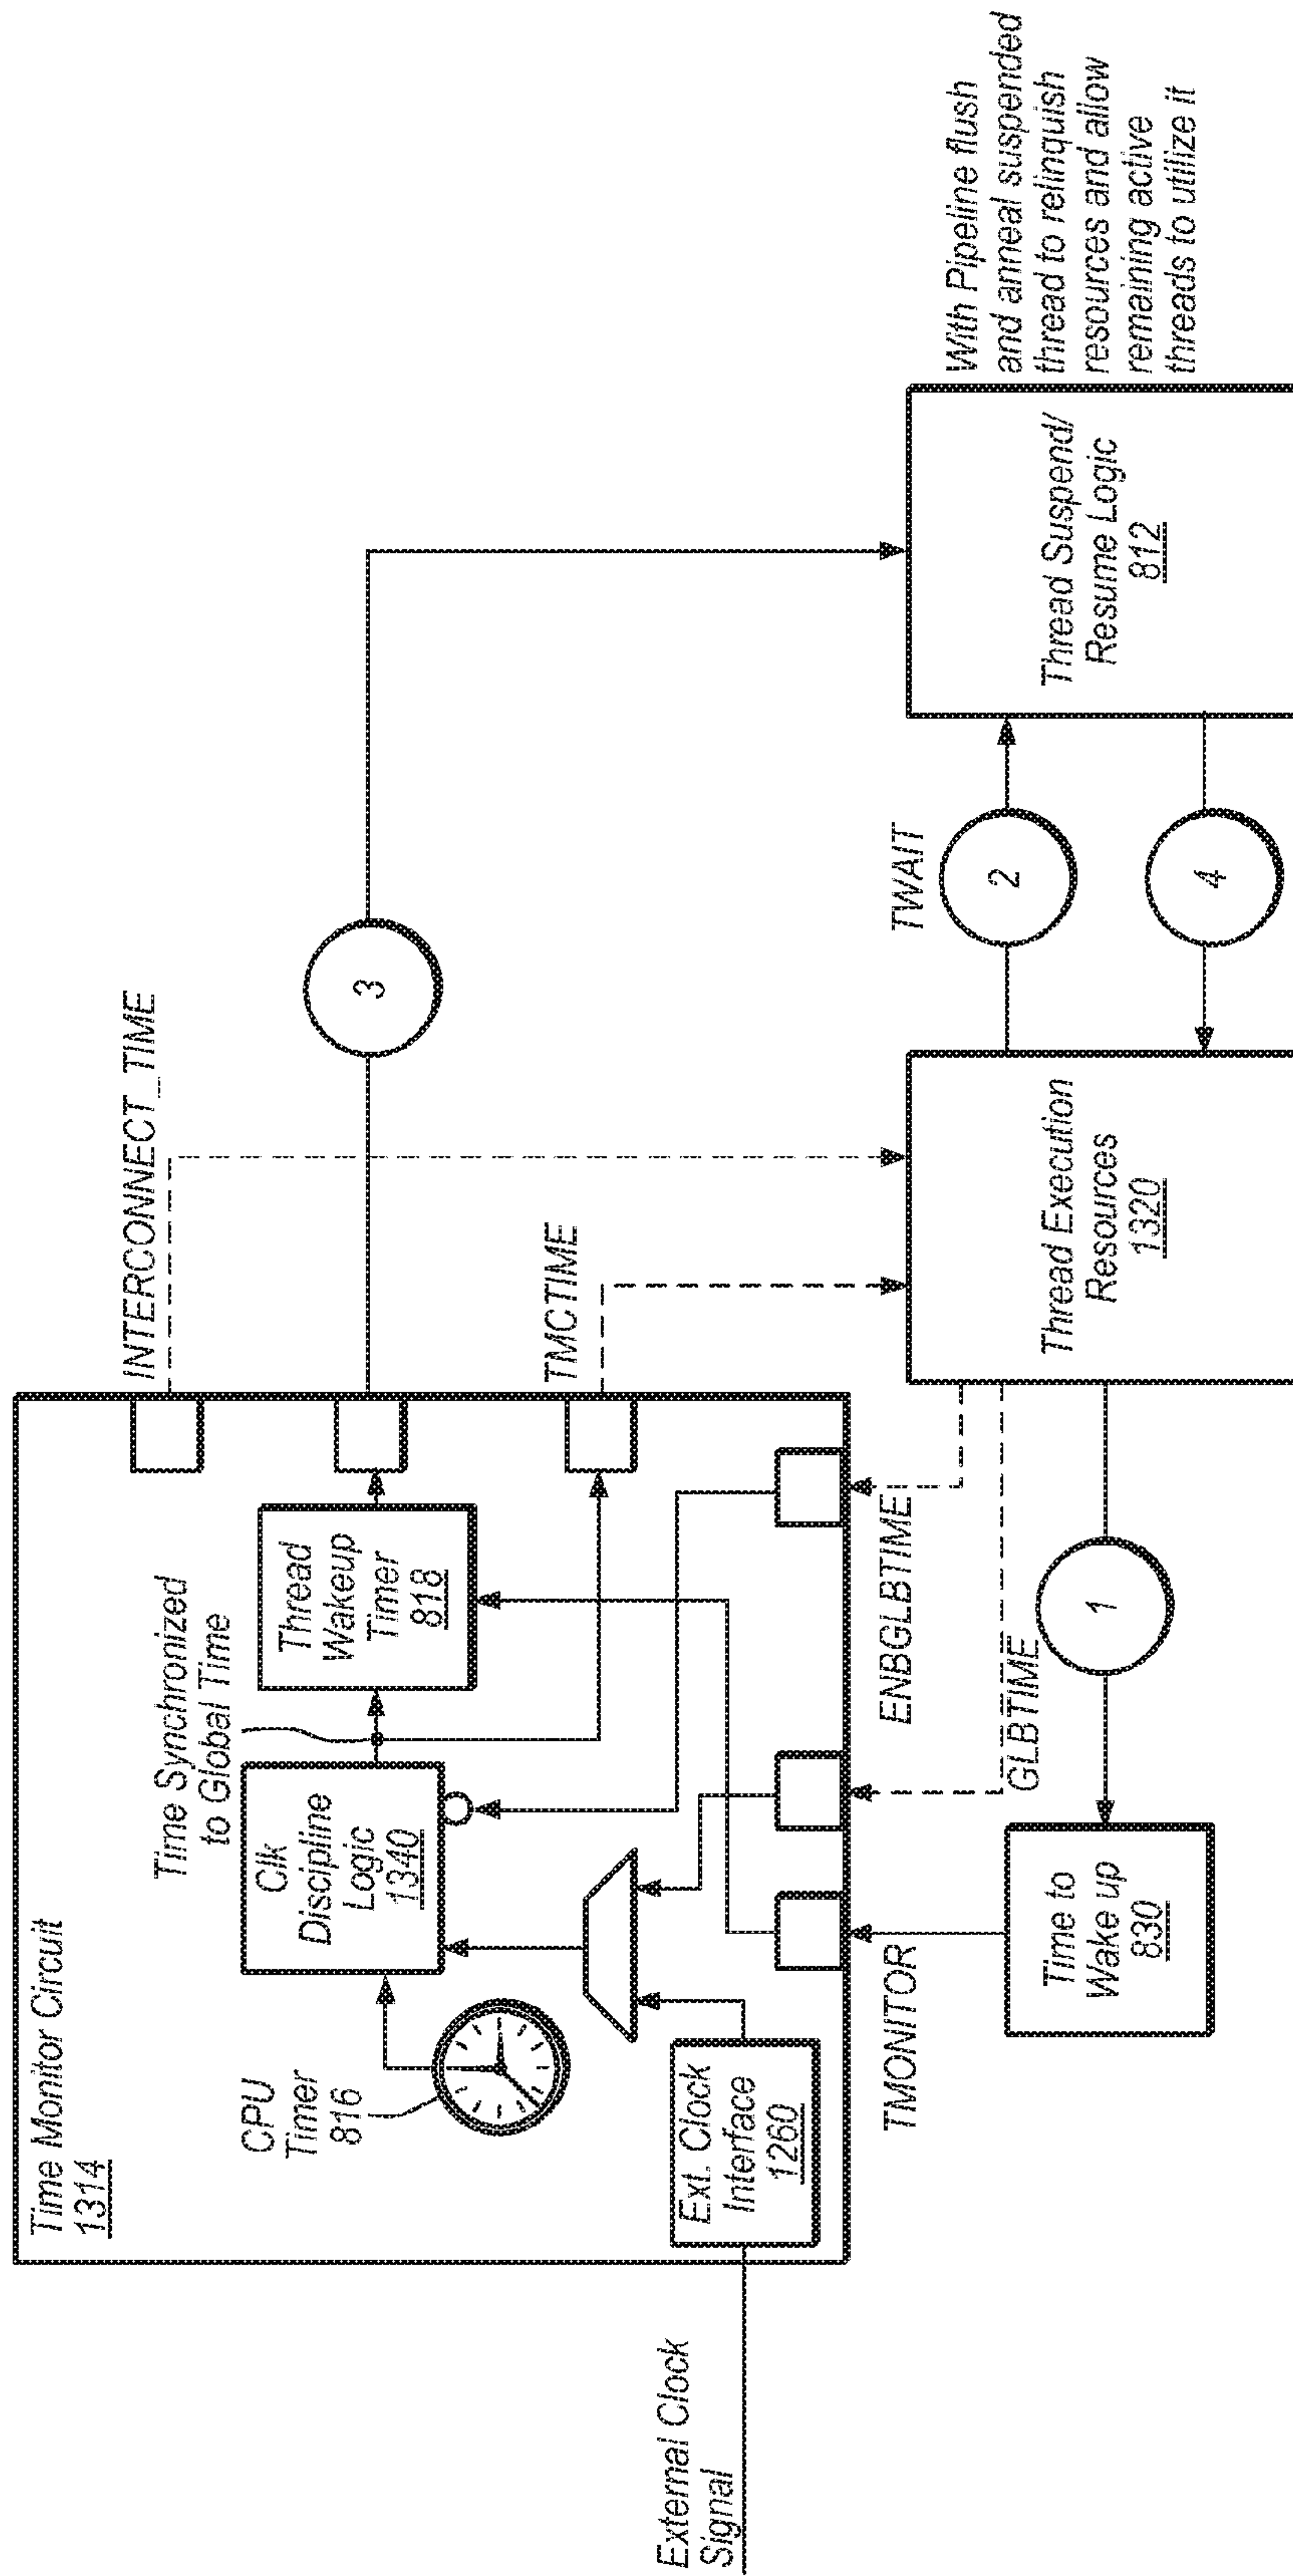 Time Monitor Circuit
1314
INTERCONNECT_TIME
Time Synchronized
to Global Time
CPU
Timer
816
Clk
Discipline
Logic
1340
Thread
Wakeup
Timer
818
3
TMCTIME
External Clock
Signal
Ext. Clock
Interface
1260
TMONITOR
ENBGLBTIME
GLBTIME
Time to
Wake up
830
1
Thread Execution
Resources
1320
TWAIT
2
4
Thread Suspend/
Resume Logic
812
With Pipeline flush
and anneal suspended
thread to relinquish
resources and allow
remaining active
threads to utilize it